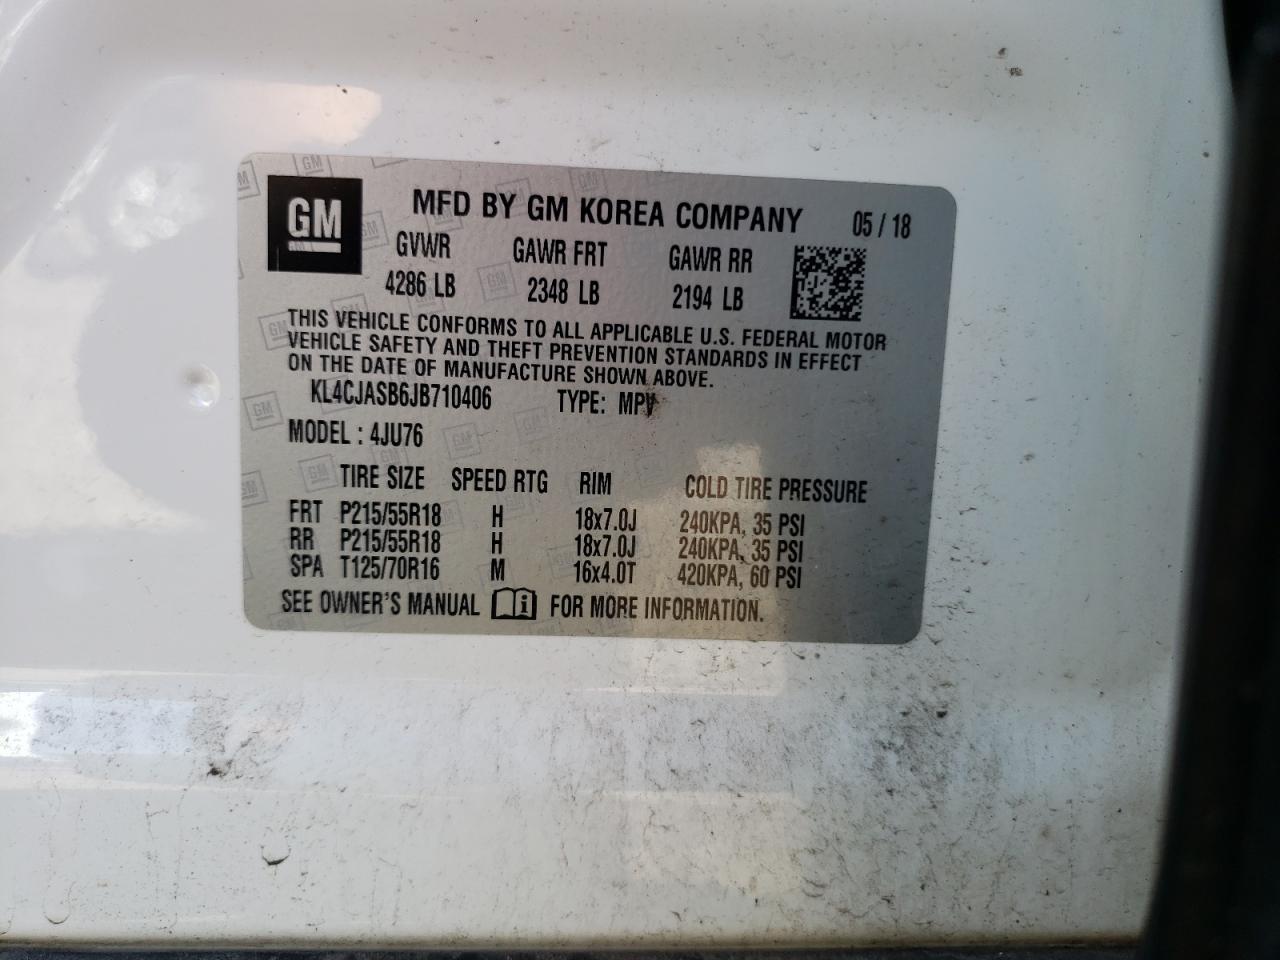 GM
MFD BY GM KOREA COMPANY 05 / 18
GVWR GAWR FRT GAWR RR
4286 LB 2348 LB 2194 LB
THIS VEHICLE CONFORMS TO ALL APPLICABLE U.S. FEDERAL MOTOR
VEHICLE SAFETY AND THEFT PREVENTION STANDARDS IN EFFECT
ON THE DATE OF MANUFACTURE SHOWN ABOVE.
KL4CJASB6JB710406 TYPE: MPV
MODEL : 4JU76
TIRE SIZE SPEED RTG RIM COLD TIRE PRESSURE
FRT P215/55R18 H 18x7.0J 240KPA, 35 PSI
RR P215/55R18 H 18x7.0J 240KPA, 35 PSI
SPA T125/70R16 M 16x4.0T 420KPA, 60 PSI
SEE OWNER'S MANUAL i FOR MORE INFORMATION.